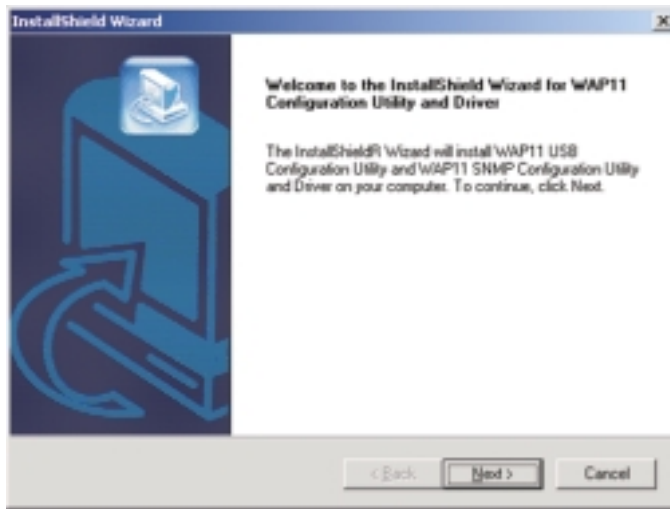 InstallShield Wizard
Welcome to the InstallShield Wizard for WAP11
Configuration Utility and Driver
The InstallShieldR Wizard will install WAP11 USB
Configuration Utility and WAP11 SNMP Configuration Utility
and Driver on your computer. To continue, click Next.
< Back
Next >
Cancel